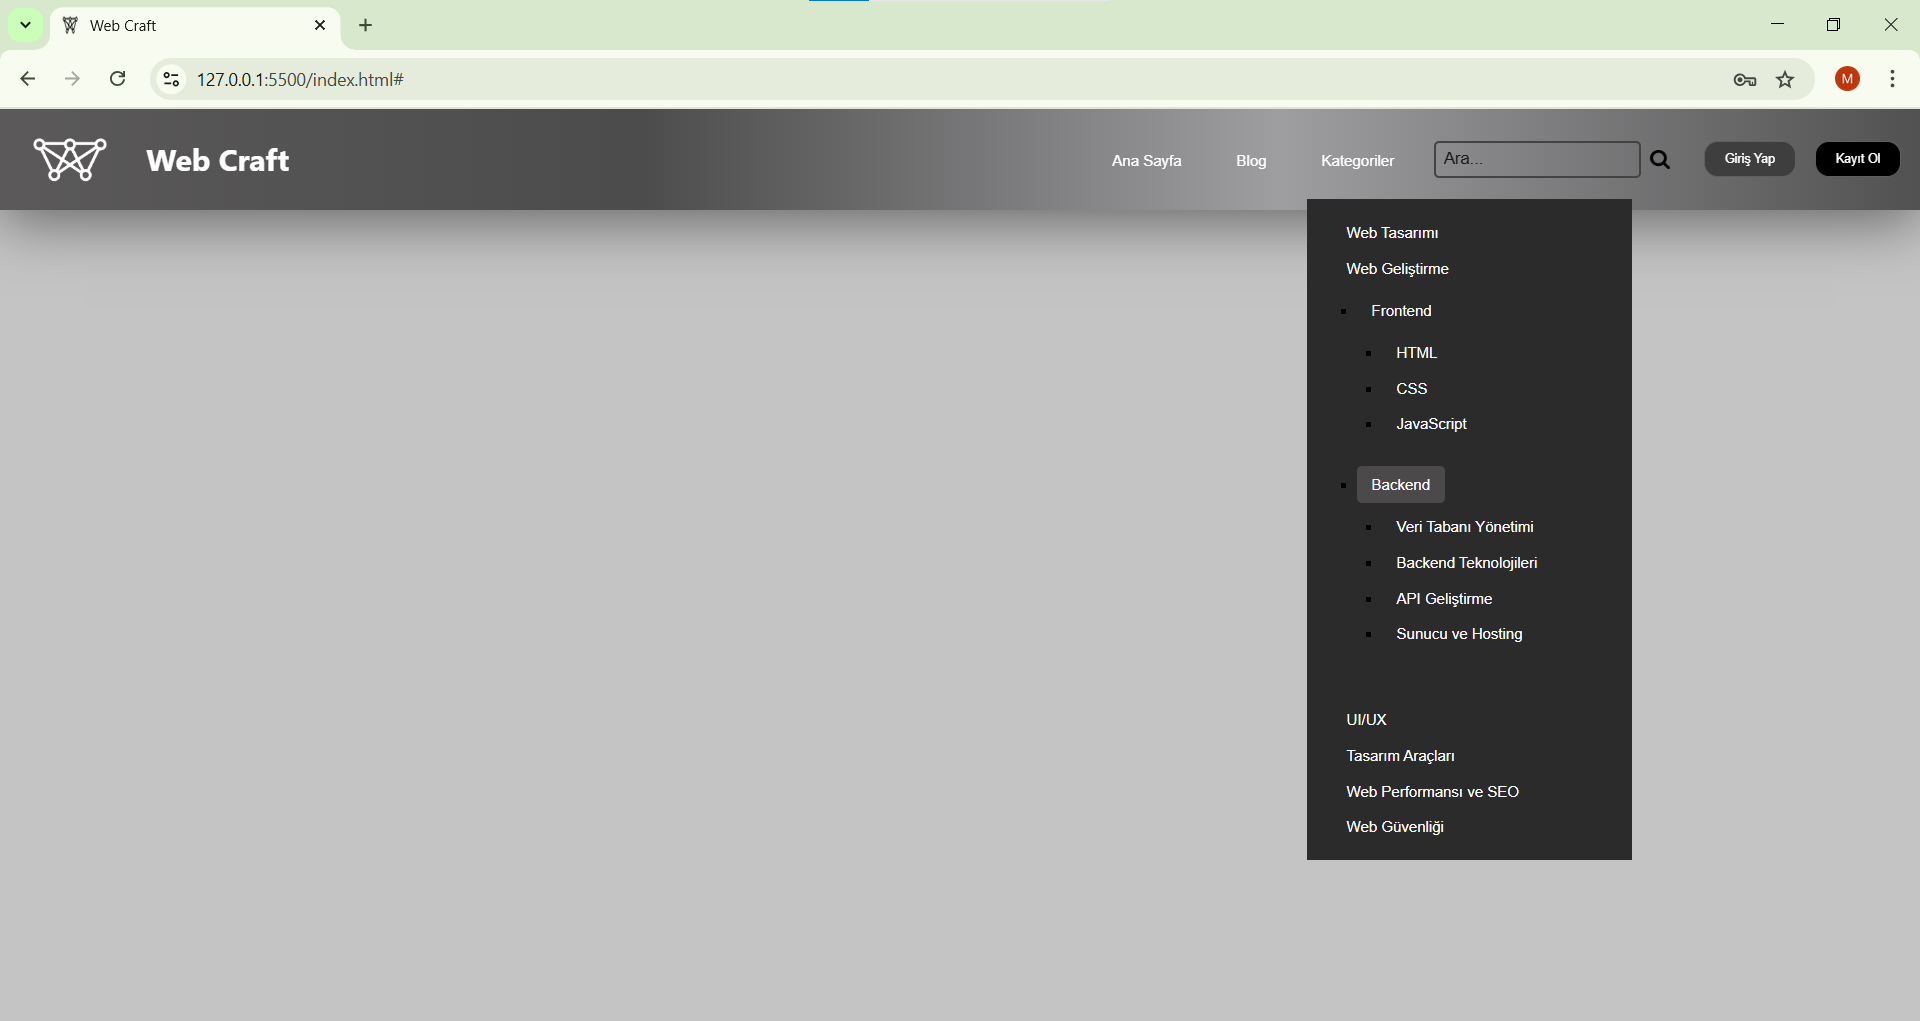 Web Craft
127.0.0.1:5500/index.html#
M
Web Craft
Ana Sayfa
Blog
Kategoriler
Ara...
Giriş Yap
Kayıt Ol
Web Tasarımı
Web Geliştirme
Frontend
HTML
CSS
JavaScript
Backend
Veri Tabanı Yönetimi
Backend Teknolojileri
API Geliştirme
Sunucu ve Hosting
UI/UX
Tasarım Araçları
Web Performansı ve SEO
Web Güvenliği